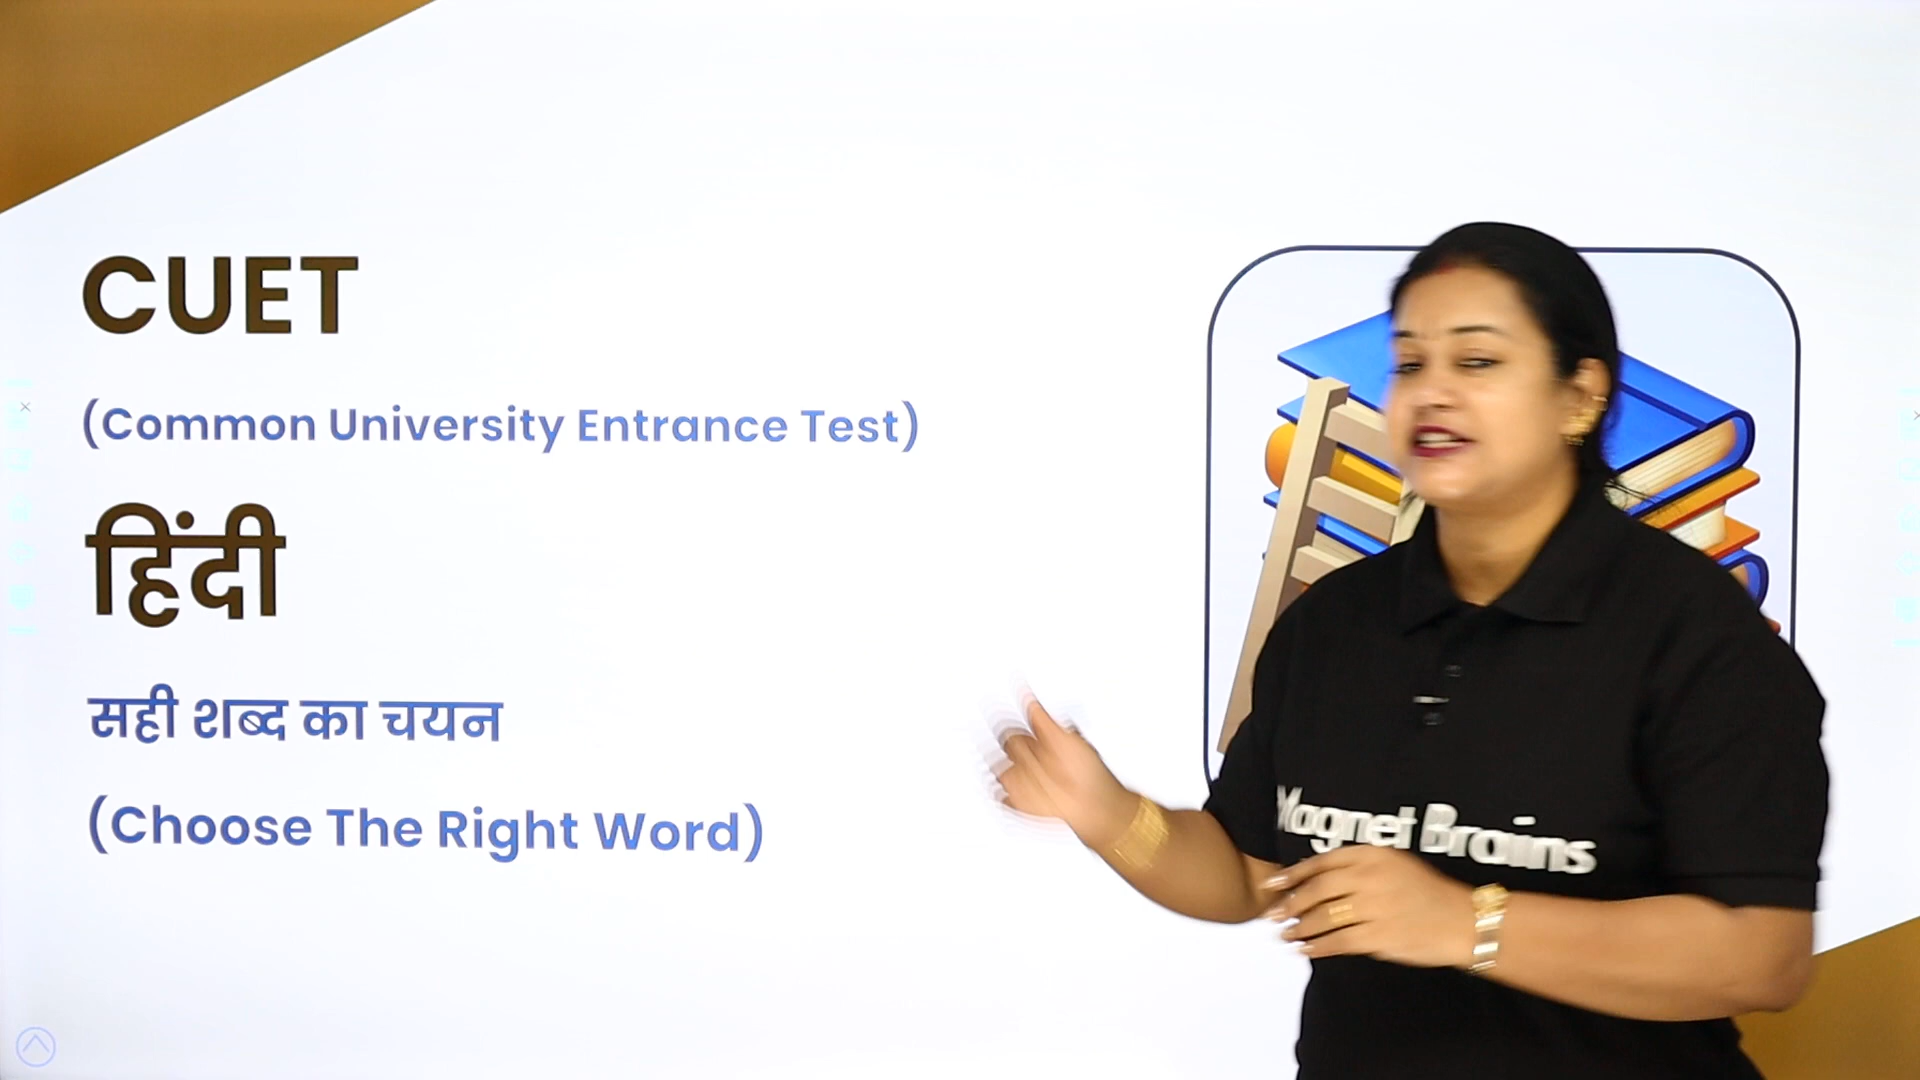 CUET
(Common University Entrance Test)
हिंदी
सही शब्द का चयन
(Choose The Right Word)
Magnet Brains